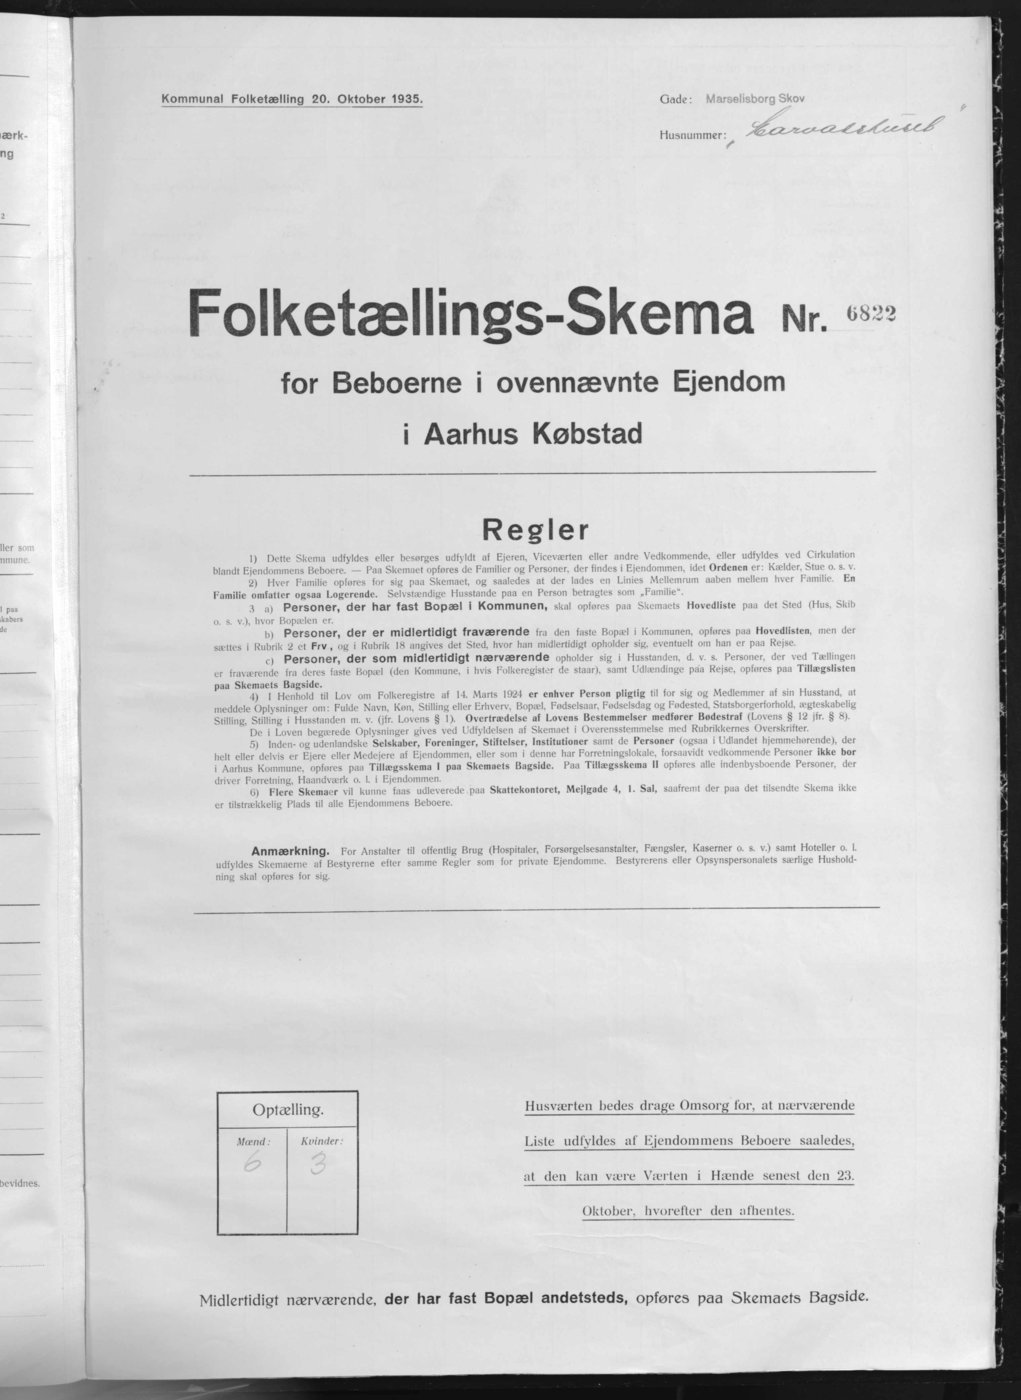 ærk-
ng
2
ller som
mmune.
l paa
skabers
de
bevidnes.
Kommunal Folketælling 20. Oktober 1935.
Gade: Marselisborg Skov
Husnummer:
Folketællings-Skema Nr. 6822
for Beboerne i ovennævnte Ejendom
i Aarhus Købstad
Regler
1) Dette Skema udfyldes eller besørges udfyldt af Ejeren, Viceværten eller andre Vedkommende, eller udfyldes ved Cirkulation
blandt Ejendommens Beboere. — Paa Skemaet opføres de Familier og Personer, der findes i Ejendommen, idet Ordenen er: Kælder, Stue o. s. v.
2) Hver Familie opføres for sig paa Skemaet, og saaledes at der lades en Linies Mellemrum aaben mellem hver Familie. En
Familie omfatter ogsaa Logerende. Selvstændige Husstande paa en Person betragtes som „Familie“.
3 a) Personer, der har fast Bopæl i Kommunen, skal opføres paa Skemaets Hovedliste paa det Sted (Hus, Skib
o. s. v.), hvor Bopælen er.
b) Personer, der er midlertidigt fraværende fra den faste Bopæl i Kommunen, opføres paa Hovedlisten, men der
sættes i Rubrik 2 et Frv., og i Rubrik 18 angives det Sted, hvor han midlertidigt opholder sig, eventuelt om han er paa Rejse.
c) Personer, der som midlertidigt nærværende opholder sig i Husstanden, d. v. s. Personer, der ved Tællingen
er fraværende fra deres faste Bopæl (den Kommune, i hvis Folkeregister de staar), samt Udlændinge paa Rejse, opføres paa Tillægslisten
paa Skemaets Bagside.
4) I Henhold til Lov om Folkeregistre af 14. Marts 1924 er enhver Person pligtig til for sig og Medlemmer af sin Husstand, at
meddele Oplysninger om: Fulde Navn, Køn, Stilling eller Erhverv, Bopæl, Fødselsaar, Fødselsdag og Fødested, Statsborgerforhold, ægteskabelig
Stilling, Stilling i Husstanden m. v. (jfr. Lovens § 1). Overtrædelse af Lovens Bestemmelser medfører Bødestraf (Lovens § 12 jfr. § 8).
De i Loven begærede Oplysninger gives ved Udfyldelsen af Skemaet i Overensstemmelse med Rubrikkernes Overskrifter.
5) Inden- og udenlandske Selskaber, Foreninger, Stiftelser, Institutioner samt de Personer (ogsaa i Udlandet hjemmehørende), der
helt eller delvis er Ejere eller Medejere af Ejendommen, eller som i denne har Forretningslokale, forsaavidt vedkommende Personer ikke bor
i Aarhus Kommune, opføres paa Tillægsskema I paa Skemaets Bagside. Paa Tillægsskema II opføres alle indenbysboende Personer, der
driver Forretning, Haandværk o. l. i Ejendommen.
6) Flere Skemaer vil kunne faas udleverede paa Skattekontoret, Mejlgade 4, 1. Sal, saafremt der paa det tilsendte Skema ikke
er tilstrækkelig Plads til alle Ejendommens Beboere.
Anmærkning. For Anstalter til offentlig Brug (Hospitaler, Forsørgelsesanstalter, Fængsler, Kaserner o. s. v.) samt Hoteller o. l.
udfyldes Skemaerne af Bestyrerne efter samme Regler som for private Ejendomme. Bestyrerens eller Opsynspersonalets særlige Hushold-
ning skal opføres for sig.
Optælling.
Mænd: Kvinder:
6 3
Husværten bedes drage Omsorg for, at nærværende
Liste udfyldes af Ejendommens Beboere saaledes,
at den kan være Værten i Hænde senest den 23.
Oktober, hvorefter den afhentes.
Midlertidigt nærværende, der har fast Bopæl andetsteds, opføres paa Skemaets Bagside.